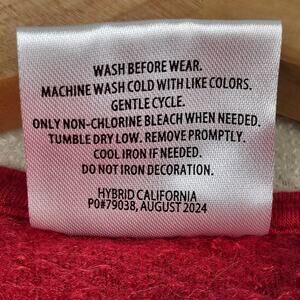 WASH BEFORE WEAR.
MACHINE WASH COLD WITH LIKE COLORS.
GENTLE CYCLE.
ONLY NON-CHLORINE BLEACH WHEN NEEDED.
TUMBLE DRY LOW. REMOVE PROMPTLY.
COOL IRON IF NEEDED.
DO NOT IRON DECORATION.
HYBRID CALIFORNIA
PO#79038, AUGUST 2024